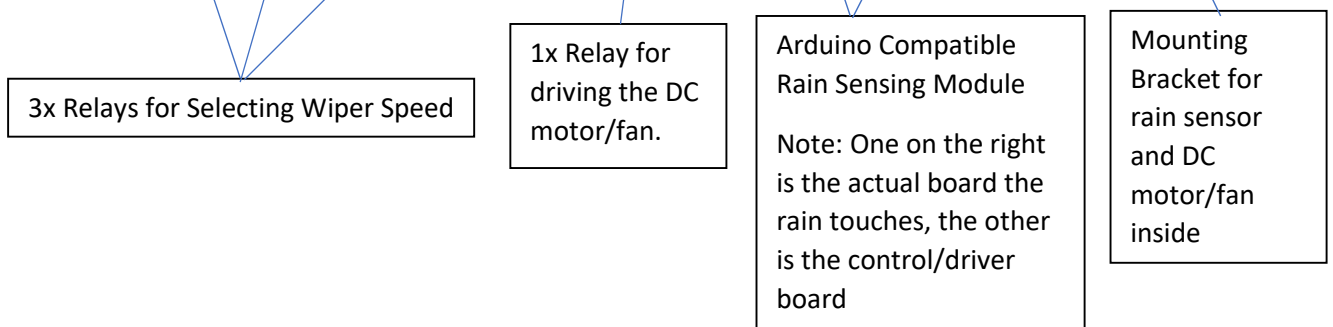 3x Relays for Selecting Wiper Speed
1x Relay for
driving the DC
motor/fan.
Arduino Compatible
Rain Sensing Module
Note: One on the right
is the actual board the
rain touches, the other
is the control/driver
board
Mounting
Bracket for
rain sensor
and DC
motor/fan
inside